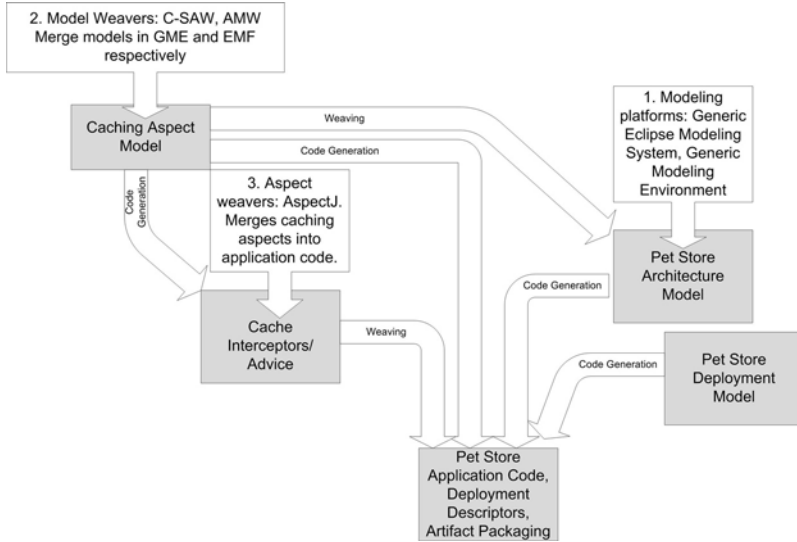 2. Model Weavers: C-SAW, AMW
Merge models in GME and EMF
respectively
Caching Aspect
Model
Weaving
Code Generation
1. Modeling
platforms: Generic
Eclipse Modeling
System, Generic
Modeling
Environment
Code
Generation
3. Aspect
weavers: AspectJ.
Merges caching
aspects into
application code.
Pet Store
Architecture
Model
Code Generation
Cache
Interceptors/
Advice
Weaving
Pet Store
Deployment
Model
Code Generation
Pet Store
Application Code,
Deployment
Descriptors,
Artifact Packaging